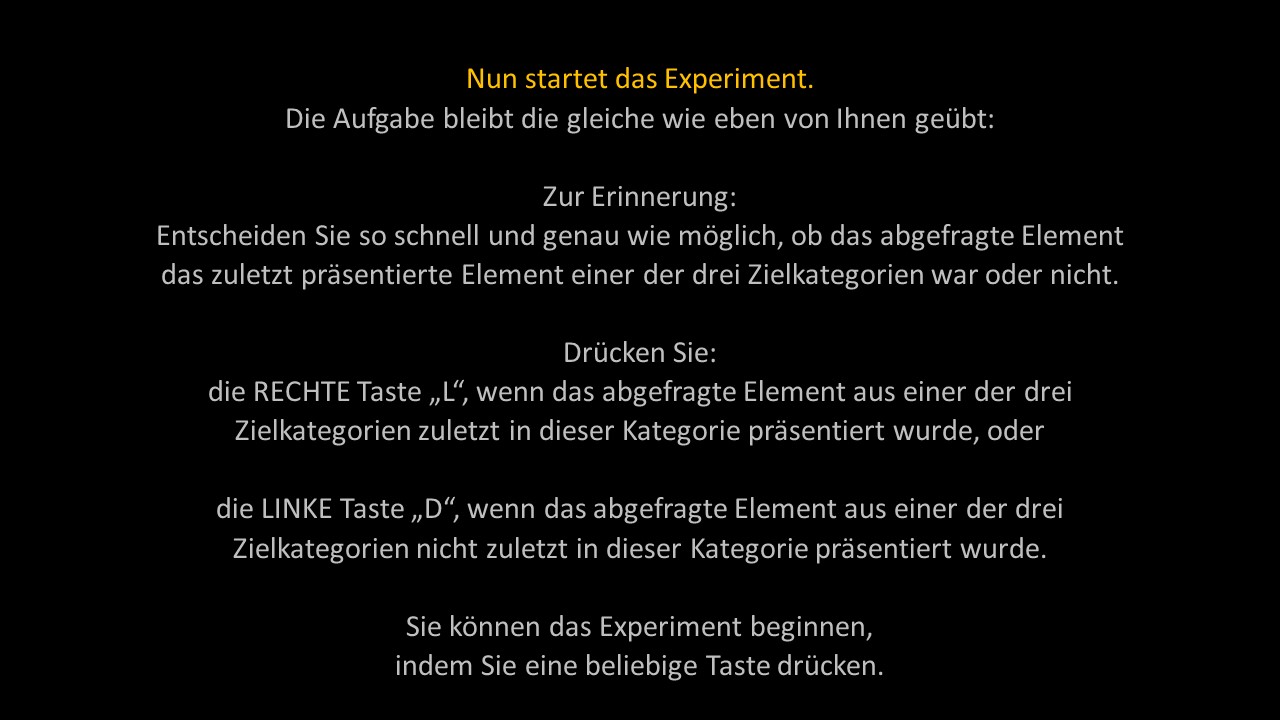 Nun startet das Experiment.
Die Aufgabe bleibt die gleiche wie eben von Ihnen geübt:
Zur Erinnerung:
Entscheiden Sie so schnell und genau wie möglich, ob das abgefragte Element
das zuletzt präsentierte Element einer der drei Zielkategorien war oder nicht.
Drücken Sie:
die RECHTE Taste „L“, wenn das abgefragte Element aus einer der drei
Zielkategorien zuletzt in dieser Kategorie präsentiert wurde, oder
die LINKE Taste „D“, wenn das abgefragte Element aus einer der drei
Zielkategorien nicht zuletzt in dieser Kategorie präsentiert wurde.
Sie können das Experiment beginnen,
indem Sie eine beliebige Taste drücken.